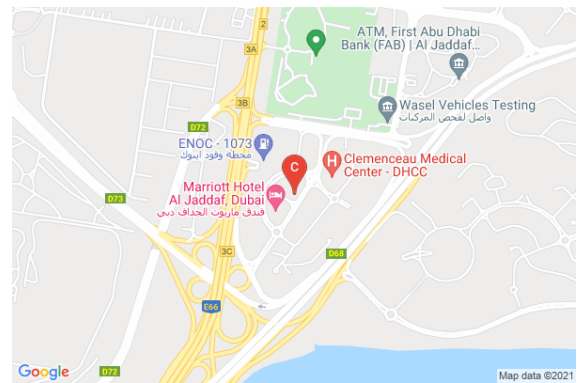 2
ATM, First Abu Dhabi
Bank (FAB) | Al Jaddaf...
3A
3B
Wasel Vehicles Testing
واصل لفحص المركبات
D72
ENOC - 1073
محطة وقود اينوك
C
H
Clemenceau Medical
Center - DHCC
Marriott Hotel
Al Jaddaf, Dubai
فندق ماريوت الجداف دبي
D73
3C
D68
E66
D72
Google
Map data ©2021